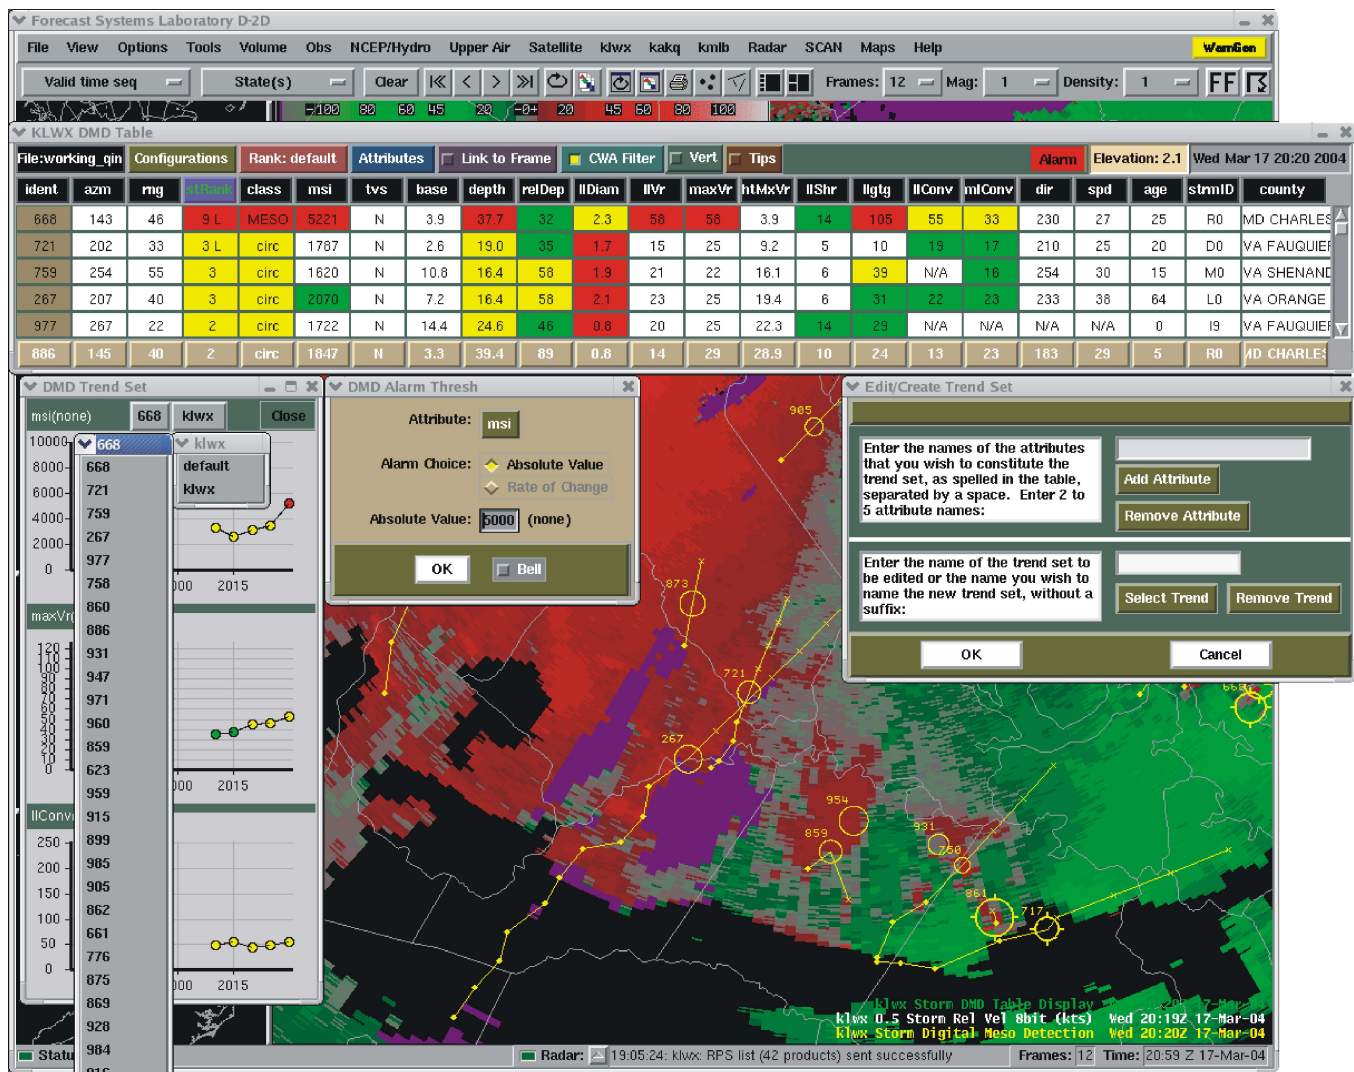 Forecast Systems Laboratory D-2D
File View Options Tools Volume Obs NCEP/Hydro Upper Air Satellite klwx kakq kmlb Radar SCAN Maps Help WarnGen
Valid time seq State(s) Clear Frames: 12 Mag: 1 Density: 1 FF
-/100 80 60 45 20 -0+ 20 45 60 80 100
KLWX DMD Table
File:working_qin Configurations Rank: default Attributes Link to Frame CWA Filter Vert Tips Alarm Elevation: 2.1 Wed Mar 17 20:20 2004
ident azm rng stRank class msi tvs base depth relDep llDiam llVr maxVr htMxVr llShr llgtg llConv mlConv dir spd age strmID county
668 143 46 9 L MESO 5221 N 3.9 37.7 32 2.3 58 58 3.9 14 105 55 33 230 27 25 R0 MD CHARLES
721 202 33 3 L circ 1787 N 2.6 19.0 35 1.7 15 25 9.2 5 10 19 17 210 25 20 D0 VA FAUQUIER
759 254 55 3 circ 1620 N 10.8 16.4 58 1.9 21 22 16.1 6 39 N/A 16 254 30 15 M0 VA SHENAND
267 207 40 3 circ 2070 N 7.2 16.4 58 2.1 23 25 19.4 6 31 22 23 233 38 64 L0 VA ORANGE
977 267 22 2 circ 1722 N 14.4 24.6 46 0.8 20 25 22.3 14 29 N/A N/A N/A N/A 0 I9 VA FAUQUIER
886 145 40 2 circ 1847 N 3.3 39.4 89 0.8 14 29 28.9 10 24 13 23 183 29 5 R0 MD CHARLES
DMD Trend Set
msi(none) 668 klwx Close
10000
8000
6000
4000
2000
0
000 2015
maxVr(
120
110
100
90
80
70
60
50
40
30
20
10
0
000 2015
llConv
250
200
150
100
50
0
000 2015
668
668
721
759
267
977
758
860
886
931
947
971
960
859
623
959
915
899
985
905
862
661
776
875
869
928
984
916
klwx
default
klwx
DMD Alarm Thresh
Attribute: msi
Alarm Choice: Absolute Value
Rate of Change
Absolute Value: 5000 (none)
OK Bell
Edit/Create Trend Set
Enter the names of the attributes
that you wish to constitute the
trend set, as spelled in the table,
separated by a space. Enter 2 to
5 attribute names:
Add Attribute
Remove Attribute
Enter the name of the trend set to
be edited or the name you wish to
name the new trend set, without a
suffix:
Select Trend Remove Trend
OK Cancel
905
873
721
668
267
954
859
931
750
861
717
klwx Storm DMD Table Display 17-Mar-04
klwx 0.5 Storm Rel Vel 8bit (kts) Wed 20:19Z 17-Mar-04
klwx Storm Digital Meso Detection Wed 20:20Z 17-Mar-04
Statu
Radar: 19:05:24: klwx: RPS list (42 products) sent successfully Frames: 12 Time: 20:59 Z 17-Mar-04